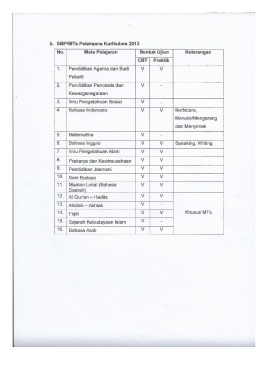 b. SMP/MTs Pelaksana Kurikulum 2013
No. Mata Pelajaran Bentuk Ujian Keterangan
CBT Praktik
1. Pendidikan Agama dan Budi Pekerti V V
2. Pendidikan Pancasila dan Kewarganegaraan V -
3. Ilmu Pengetahuan Sosial V -
4. Bahasa Indonesia V V Berbicara, Menulis/Mengarang dan Menyimak
5. Matematika V -
6. Bahasa Inggris V V Speaking, Writing
7. Ilmu Pengetahuan Alam V V
8. Prakarya dan Kewirausahaan V V
9. Pendidikan Jasmani V V
10. Seni Budaya V V
11. Muatan Lokal (Bahasa Daerah) V V
12. Al Qur'an – Hadits V V
13. Akidah – Akhlak V -
14. Fiqih V V Khusus MTs
15. Sejarah Kebudayaan Islam V -
16. Bahasa Arab V V